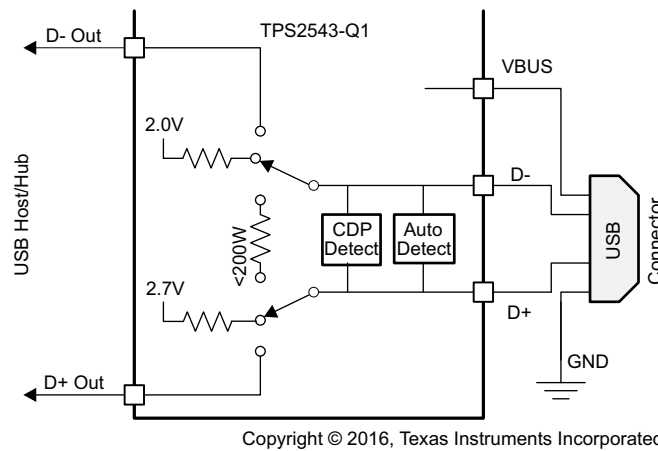 TPS2543-Q1
D- Out
VBUS
2.0V
D-
USB Host/Hub
<200W
CDP
Detect
Auto
Detect
USB
Connector
2.7V
D+
GND
D+ Out
Copyright © 2016, Texas Instruments Incorporated